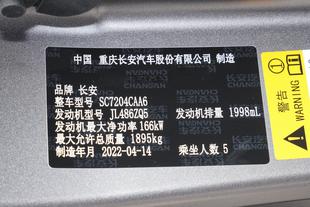 中国 重庆长安汽车股份有限公司 制造
品牌 长安
整车型号 SC7204CAA6
发动机型号 JL486ZQ5 发动机排量 1998mL
发动机最大净功率 166kW
最大允许总质量 1895kg
制造年月 2022-04-14 乘坐人数 5
警告
WARNING